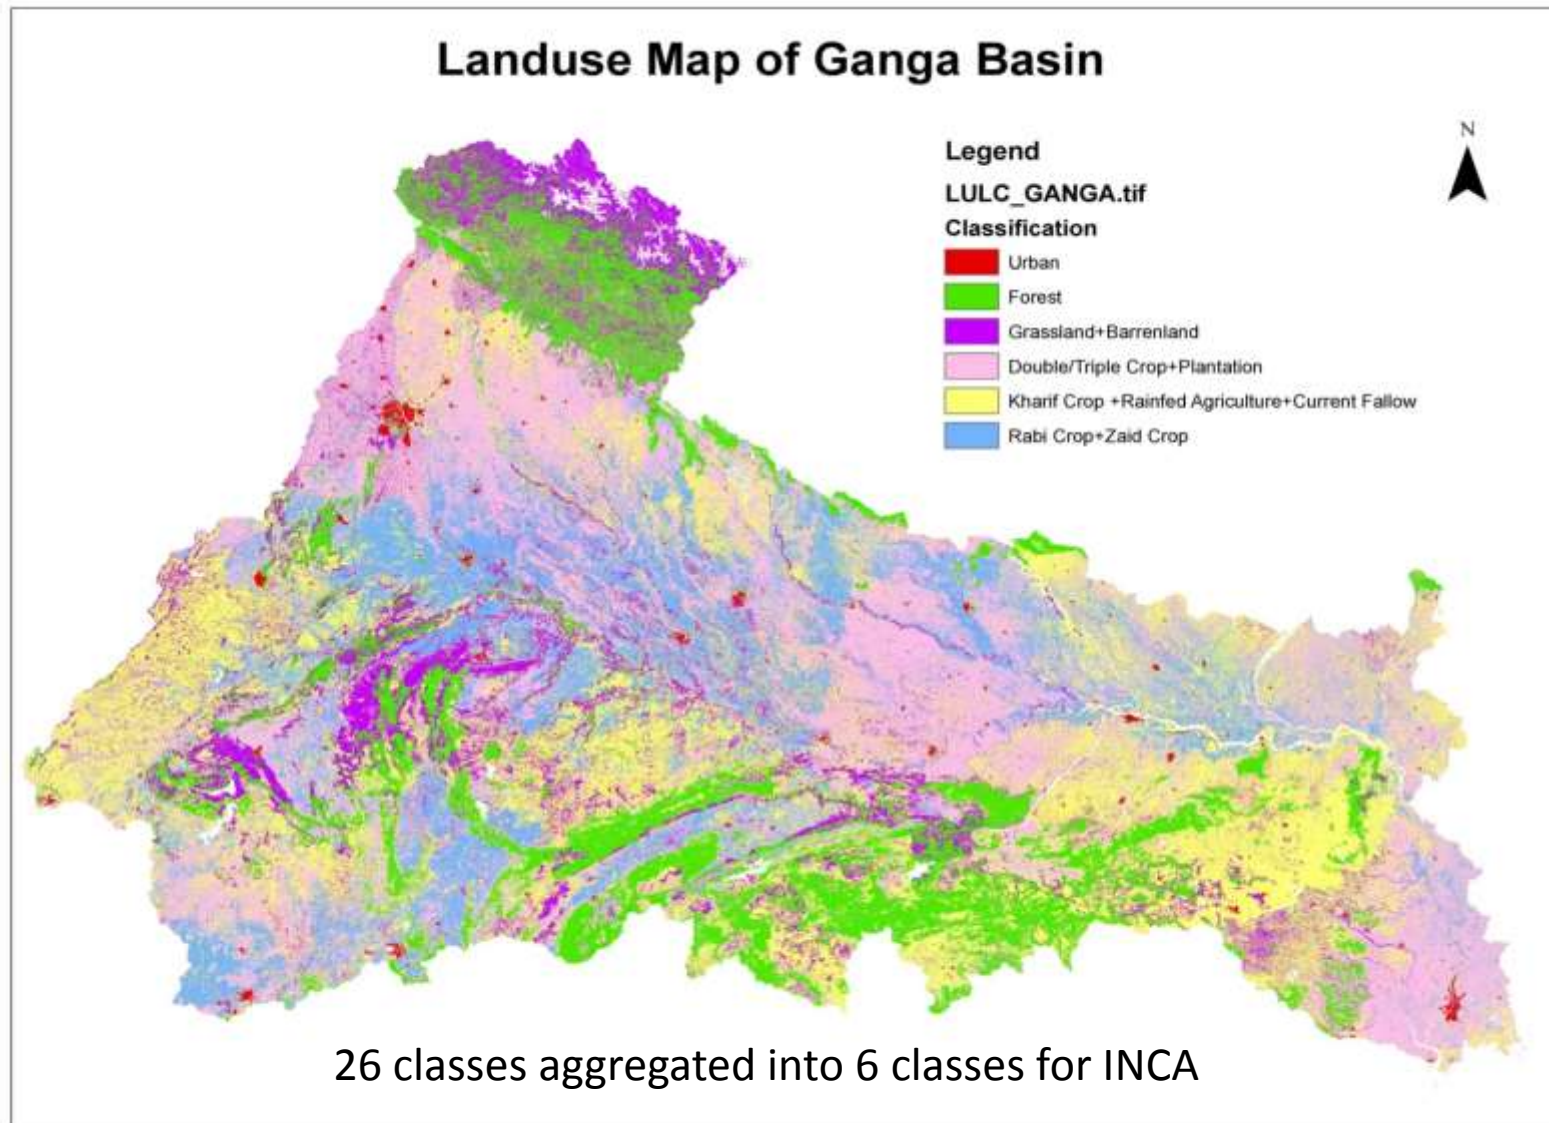 Landuse Map of Ganga Basin
N
Legend
LULC_GANGA.tif
Classification
Urban
Forest
Grassland+Barrenland
Double/Triple Crop+Plantation
Kharif Crop +Rainfed Agriculture+Current Fallow
Rabi Crop+Zaid Crop
26 classes aggregated into 6 classes for INCA